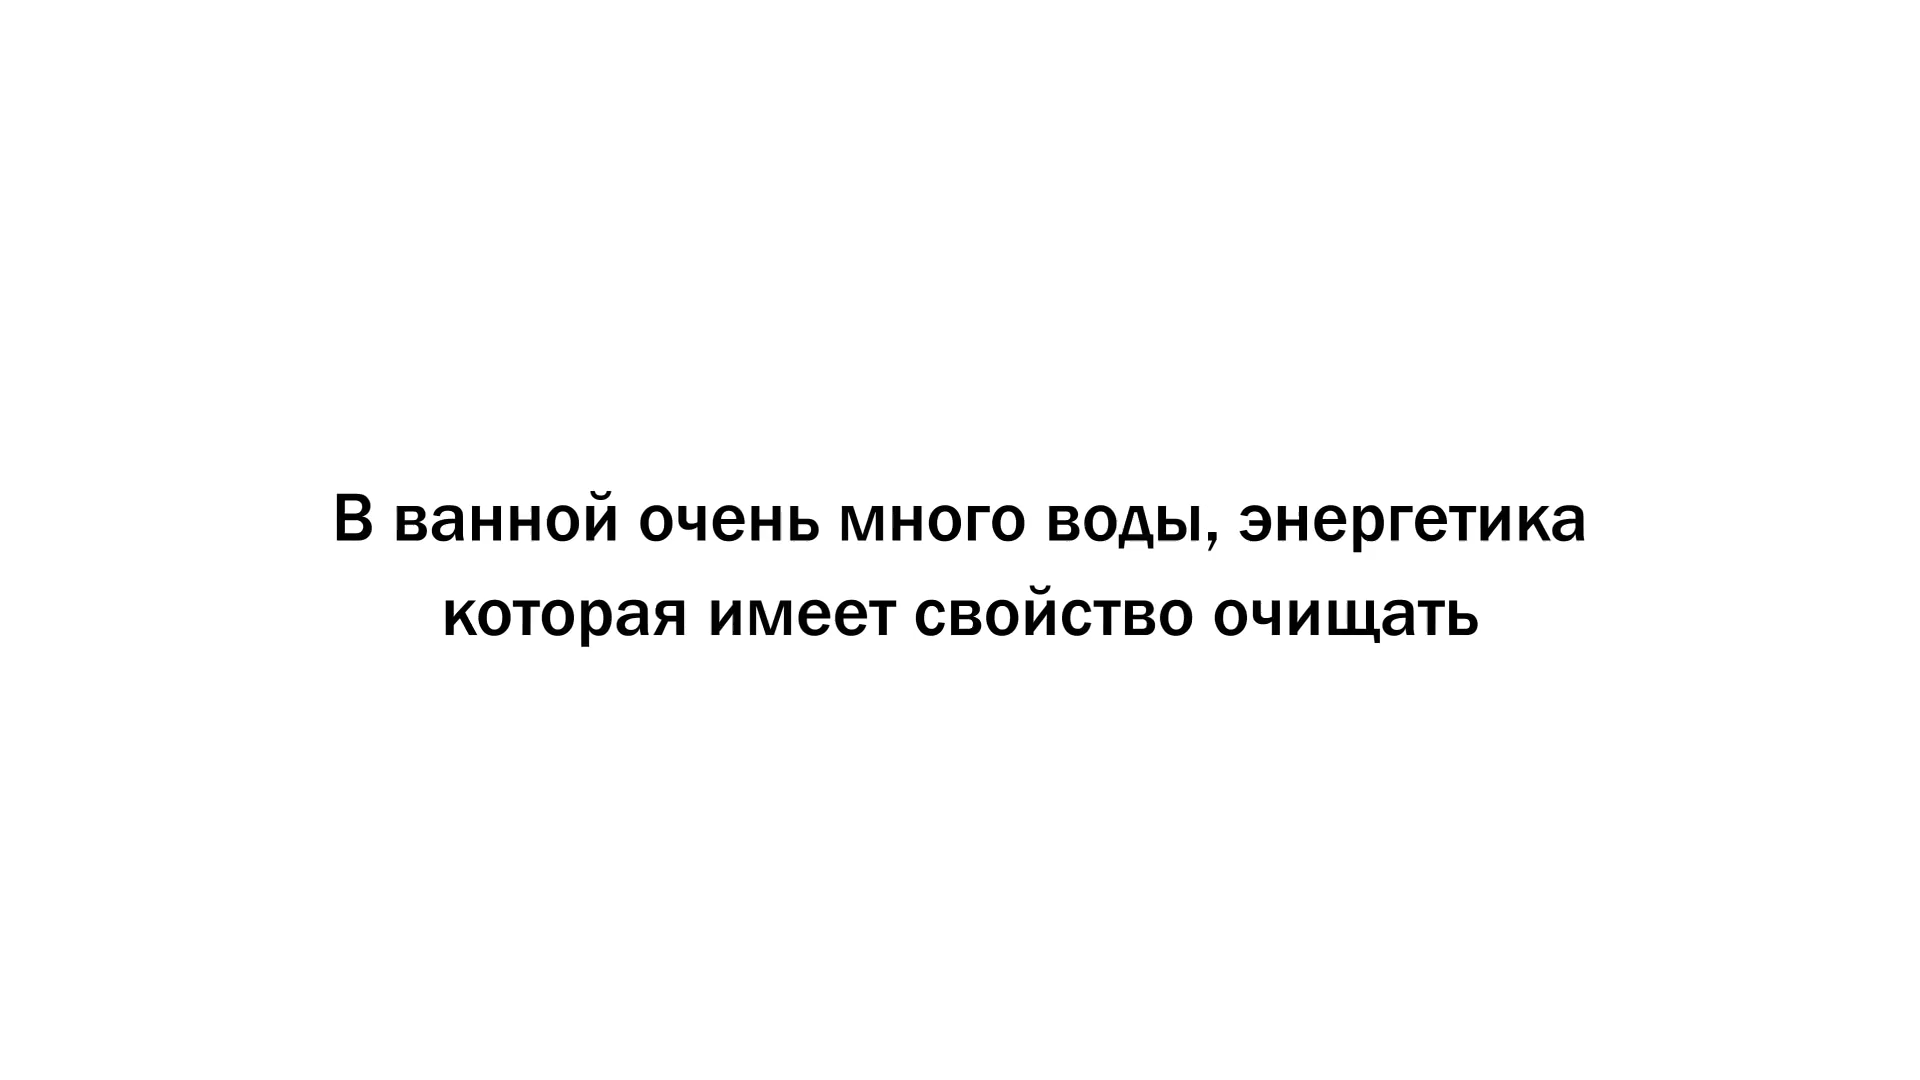 В ванной очень много воды, энергетика
которая имеет свойство очищать